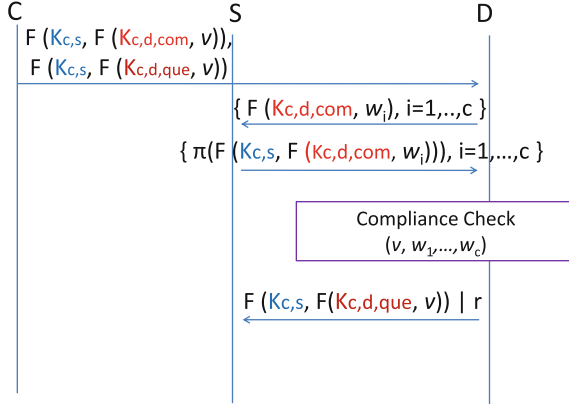 C S D
F (Kc,s, F (Kc,d,com, v)),
F (Kc,s, F (Kc,d,que, v))
{ F (Kc,d,com, wi), i=1,..,c }
{ π(F (Kc,s, F (Kc,d,com, wi))), i=1,...,c }
Compliance Check
(v, w1,...,wc)
F (Kc,s, F(Kc,d,que, v)) | r